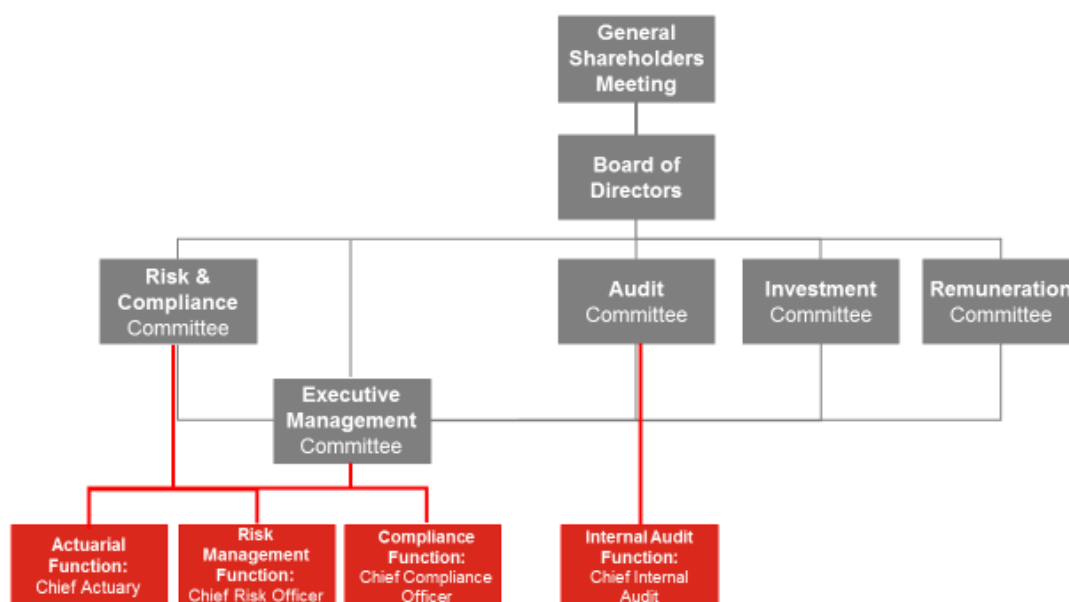 General
Shareholders
Meeting
Board of
Directors
Risk &
Compliance
Committee
Audit
Committee
Investment
Committee
Remuneration
Committee
Executive
Management
Committee
Actuarial
Function:
Chief Actuary
Risk
Management
Function:
Chief Risk Officer
Compliance
Function:
Chief Compliance
Officer
Internal Audit
Function:
Chief Internal
Audit